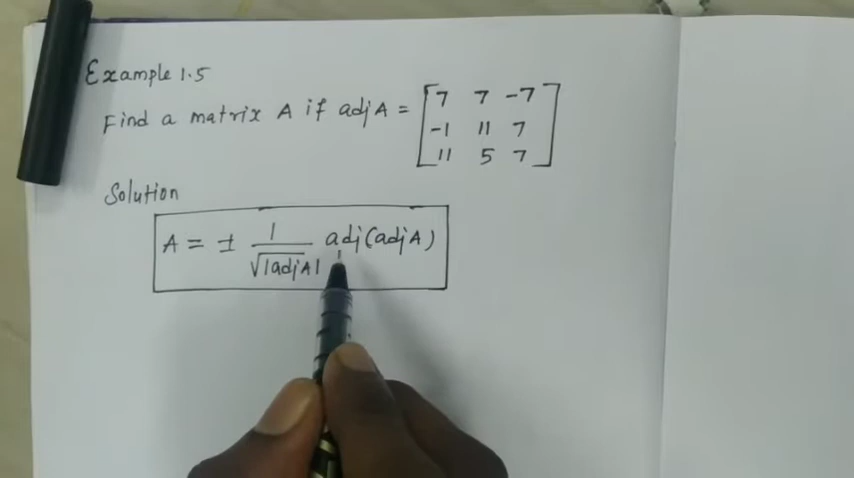 Example 1.5
Find a matrix A if adj A = [7 7 -7
-1 11 7
11 5 7]
Solution
A = ± 1/√|adj A| adj(adj A)